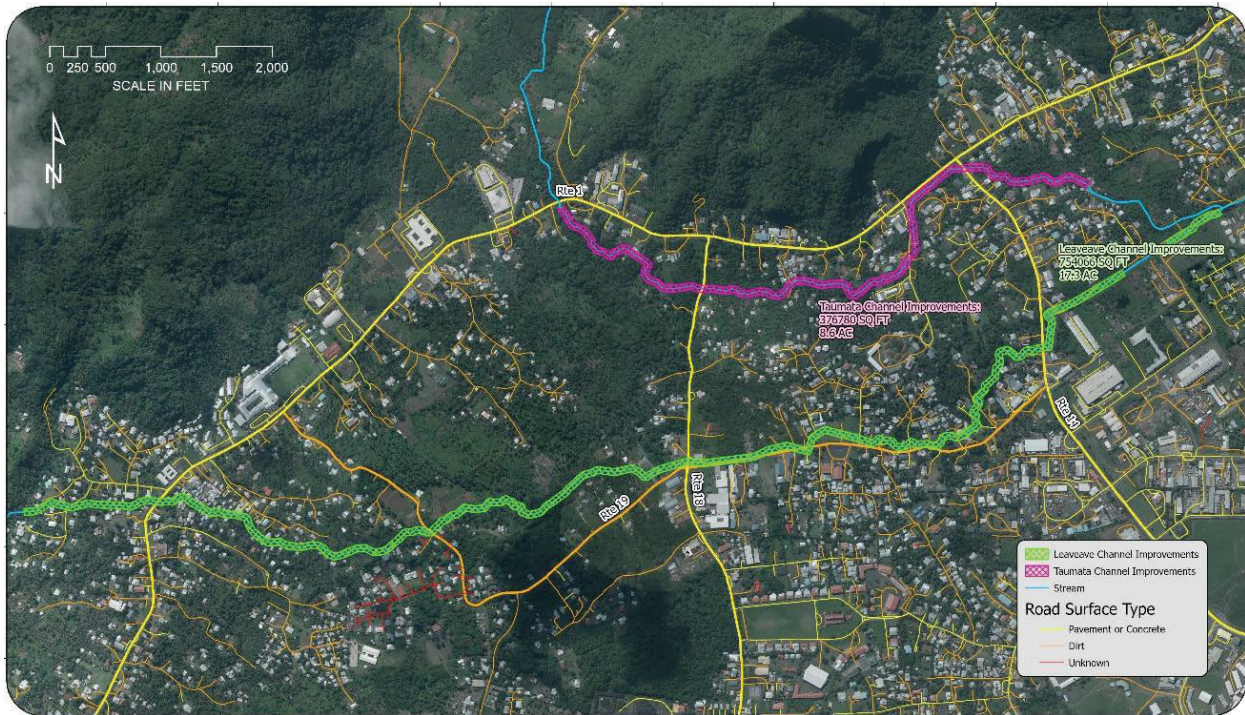 0 250 500 1,000 1,500 2,000
SCALE IN FEET
N
Rte 1
Leaveave Channel Improvements:
754066 SQ FT
17.3 AC
Taumata Channel Improvements:
376780 SQ FT
8.6 AC
Rte 14
Rte 18
Rte 19
Leaveave Channel Improvements
Taumata Channel Improvements
Stream
Road Surface Type
Pavement or Concrete
Dirt
Unknown